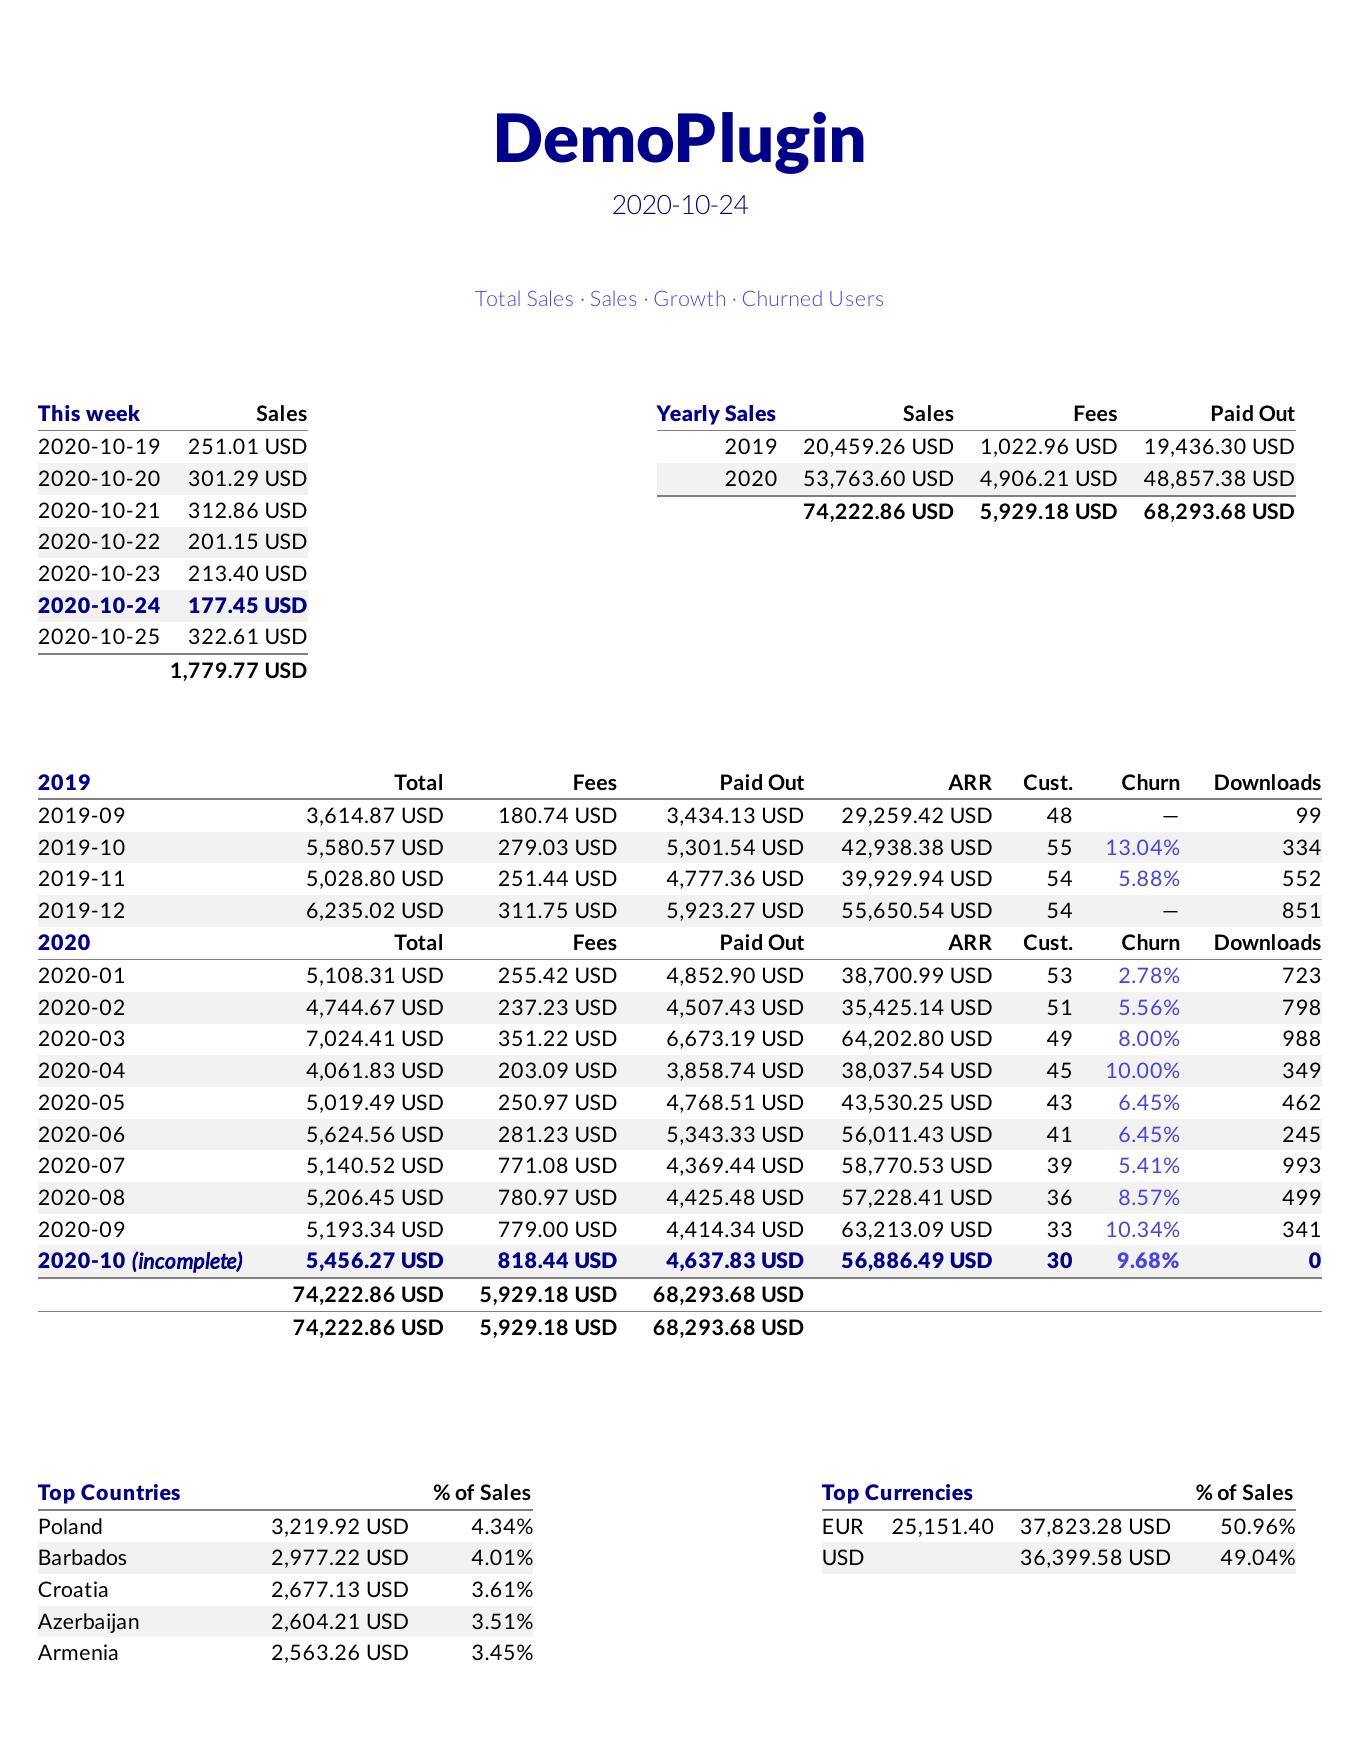 DemoPlugin
2020-10-24
Total Sales · Sales · Growth · Churned Users
This week Sales
2020-10-19 251.01 USD
2020-10-20 301.29 USD
2020-10-21 312.86 USD
2020-10-22 201.15 USD
2020-10-23 213.40 USD
2020-10-24 177.45 USD
2020-10-25 322.61 USD
1,779.77 USD
Yearly Sales Sales Fees Paid Out
2019 20,459.26 USD 1,022.96 USD 19,436.30 USD
2020 53,763.60 USD 4,906.21 USD 48,857.38 USD
74,222.86 USD 5,929.18 USD 68,293.68 USD
2019 Total Fees Paid Out ARR Cust. Churn Downloads
2019-09 3,614.87 USD 180.74 USD 3,434.13 USD 29,259.42 USD 48 — 99
2019-10 5,580.57 USD 279.03 USD 5,301.54 USD 42,938.38 USD 55 13.04% 334
2019-11 5,028.80 USD 251.44 USD 4,777.36 USD 39,929.94 USD 54 5.88% 552
2019-12 6,235.02 USD 311.75 USD 5,923.27 USD 55,650.54 USD 54 — 851
2020 Total Fees Paid Out ARR Cust. Churn Downloads
2020-01 5,108.31 USD 255.42 USD 4,852.90 USD 38,700.99 USD 53 2.78% 723
2020-02 4,744.67 USD 237.23 USD 4,507.43 USD 35,425.14 USD 51 5.56% 798
2020-03 7,024.41 USD 351.22 USD 6,673.19 USD 64,202.80 USD 49 8.00% 988
2020-04 4,061.83 USD 203.09 USD 3,858.74 USD 38,037.54 USD 45 10.00% 349
2020-05 5,019.49 USD 250.97 USD 4,768.51 USD 43,530.25 USD 43 6.45% 462
2020-06 5,624.56 USD 281.23 USD 5,343.33 USD 56,011.43 USD 41 6.45% 245
2020-07 5,140.52 USD 771.08 USD 4,369.44 USD 58,770.53 USD 39 5.41% 993
2020-08 5,206.45 USD 780.97 USD 4,425.48 USD 57,228.41 USD 36 8.57% 499
2020-09 5,193.34 USD 779.00 USD 4,414.34 USD 63,213.09 USD 33 10.34% 341
2020-10 (incomplete) 5,456.27 USD 818.44 USD 4,637.83 USD 56,886.49 USD 30 9.68% 0
74,222.86 USD 5,929.18 USD 68,293.68 USD
74,222.86 USD 5,929.18 USD 68,293.68 USD
Top Countries % of Sales
Poland 3,219.92 USD 4.34%
Barbados 2,977.22 USD 4.01%
Croatia 2,677.13 USD 3.61%
Azerbaijan 2,604.21 USD 3.51%
Armenia 2,563.26 USD 3.45%
Top Currencies % of Sales
EUR 25,151.40 37,823.28 USD 50.96%
USD 36,399.58 USD 49.04%